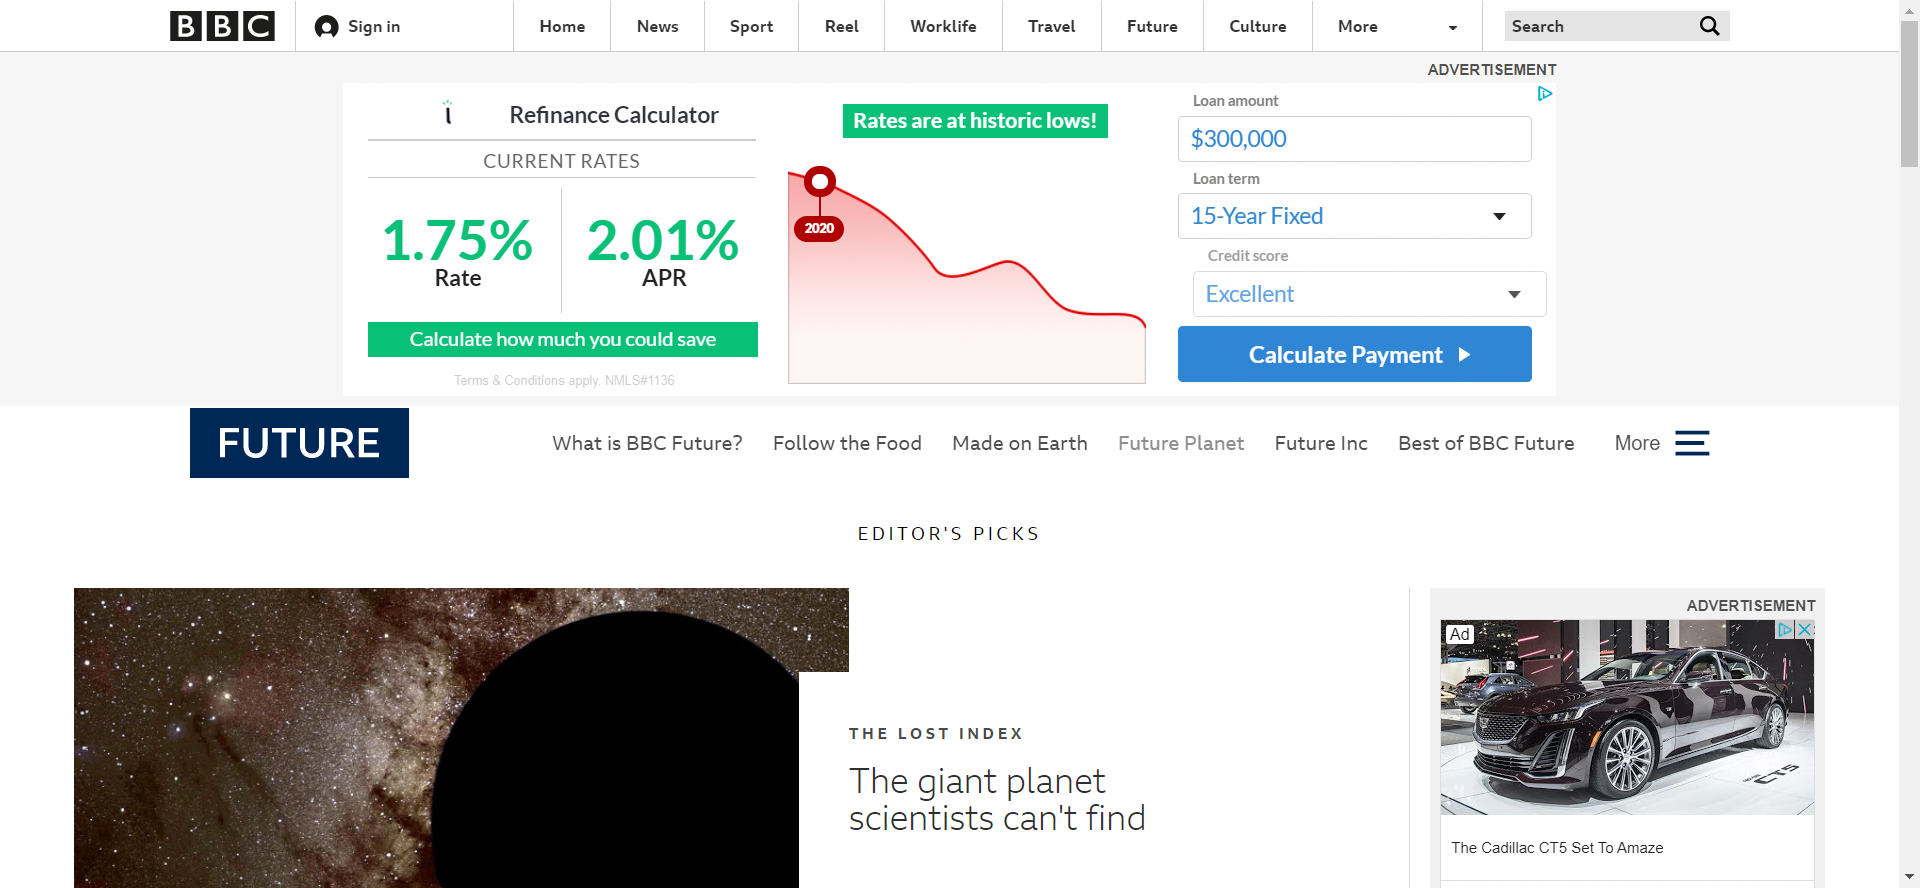 BBC
Sign in
Home
News
Sport
Reel
Worklife
Travel
Future
Culture
More
Search
ADVERTISEMENT
Refinance Calculator
CURRENT RATES
1.75%
Rate
2.01%
APR
Calculate how much you could save
Terms & Conditions apply. NMLS#1136
Rates are at historic lows!
2020
Loan amount
$300,000
Loan term
15-Year Fixed
Credit score
Excellent
Calculate Payment
FUTURE
What is BBC Future?
Follow the Food
Made on Earth
Future Planet
Future Inc
Best of BBC Future
More
EDITOR'S PICKS
THE LOST INDEX
The giant planet
scientists can't find
ADVERTISEMENT
Ad
CT5
The Cadillac CT5 Set To Amaze